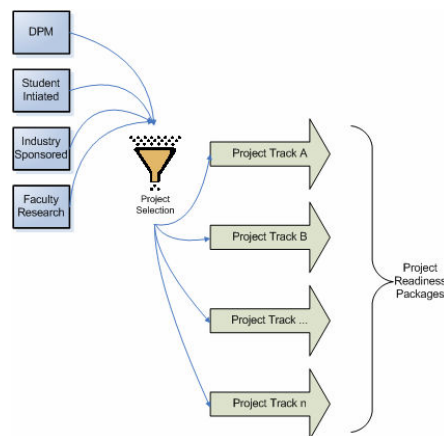 DPM
Student
Intiated
Industry
Sponsored
Faculty
Research
Project
Selection
Project Track A
Project Track B
Project Track ...
Project Track n
Project
Readiness
Packages